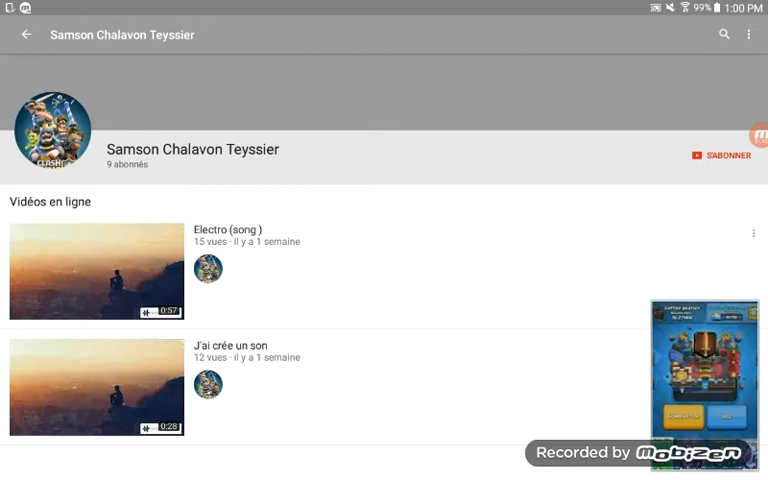 99% 1:00 PM
Samson Chalavon Teyssier
Samson Chalavon Teyssier
9 abonnés
S'ABONNER
Vidéos en ligne
Electro (song )
15 vues · il y a 1 semaine
0:57
J'ai crée un son
12 vues · il y a 1 semaine
0:28
CLASH
Recorded by mobizen